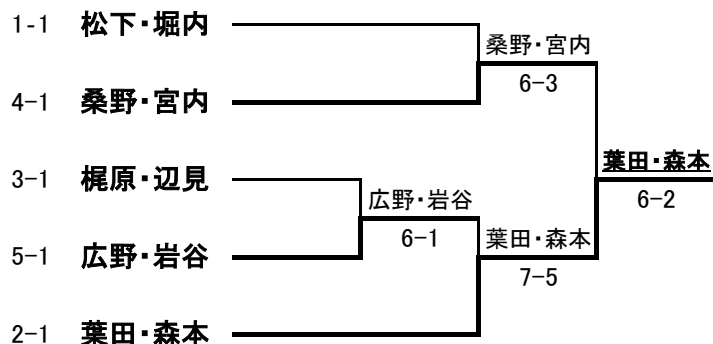 1-1 松下・堀内
桑野・宮内
6-3
4-1 桑野・宮内
葉田・森本
3-1 梶原・辺見
6-2
広野・岩谷
6-1
葉田・森本
5-1 広野・岩谷
7-5
2-1 葉田・森本